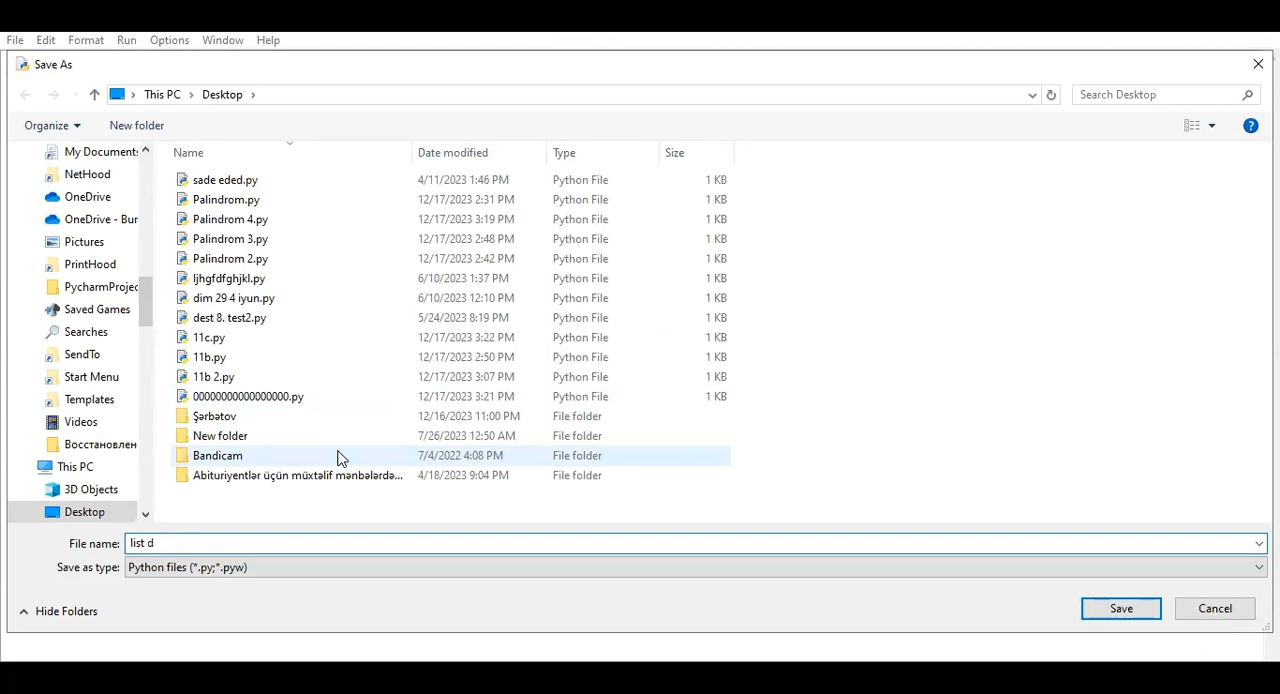 File Edit Format Run Options Window Help
Save As
This PC Desktop Search Desktop
Organize New folder
Name Date modified Type Size
My Documents
NetHood
OneDrive
OneDrive - Bur
Pictures
PrintHood
PycharmProjec
Saved Games
Searches
SendTo
Start Menu
Templates
Videos
Восстановлен
This PC
3D Objects
Desktop
sade eded.py 4/11/2023 1:46 PM Python File 1 KB
Palindrom.py 12/17/2023 2:31 PM Python File 1 KB
Palindrom 4.py 12/17/2023 3:19 PM Python File 1 KB
Palindrom 3.py 12/17/2023 2:48 PM Python File 1 KB
Palindrom 2.py 12/17/2023 2:42 PM Python File 1 KB
ljhgfdfghjkl.py 6/10/2023 1:37 PM Python File 1 KB
dim 29 4 iyun.py 6/10/2023 12:10 PM Python File 1 KB
dest 8. test2.py 5/24/2023 8:19 PM Python File 1 KB
11c.py 12/17/2023 3:22 PM Python File 1 KB
11b.py 12/17/2023 2:50 PM Python File 1 KB
11b 2.py 12/17/2023 3:07 PM Python File 1 KB
00000000000000000.py 12/17/2023 3:21 PM Python File 1 KB
Şərbətov 12/16/2023 11:00 PM File folder
New folder 7/26/2023 12:50 AM File folder
Bandicam 7/4/2022 4:08 PM File folder
Abituriyentlər üçün müxtəlif mənbələrdə... 4/18/2023 9:04 PM File folder
File name: list d
Save as type: Python files (*.py;*.pyw)
Hide Folders Save Cancel